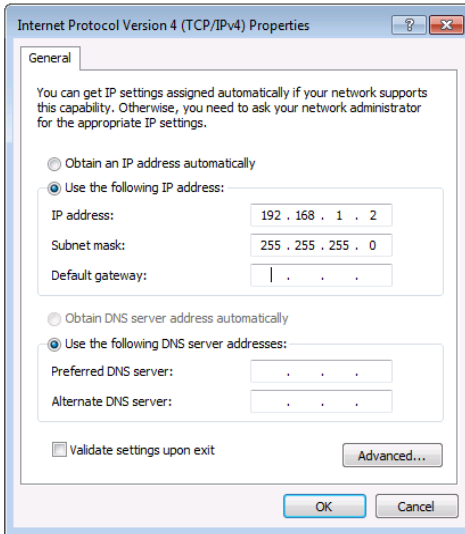 Internet Protocol Version 4 (TCP/IPv4) Properties
General
You can get IP settings assigned automatically if your network supports
this capability. Otherwise, you need to ask your network administrator
for the appropriate IP settings.
Obtain an IP address automatically
Use the following IP address:
IP address: 192 . 168 . 1 . 2
Subnet mask: 255 . 255 . 255 . 0
Default gateway: . . .
Obtain DNS server address automatically
Use the following DNS server addresses:
Preferred DNS server: . . .
Alternate DNS server: . . .
Validate settings upon exit
Advanced...
OK Cancel